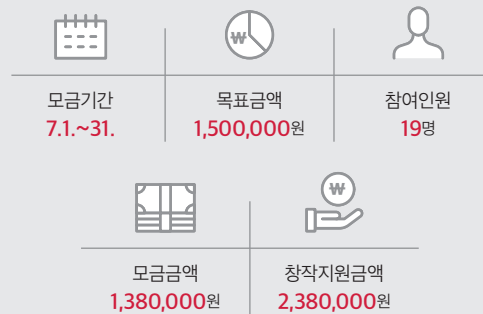 모금기간
7.1.~31.
목표금액
1,500,000원
참여인원
19명
모금금액
1,380,000원
창작지원금액
2,380,000원